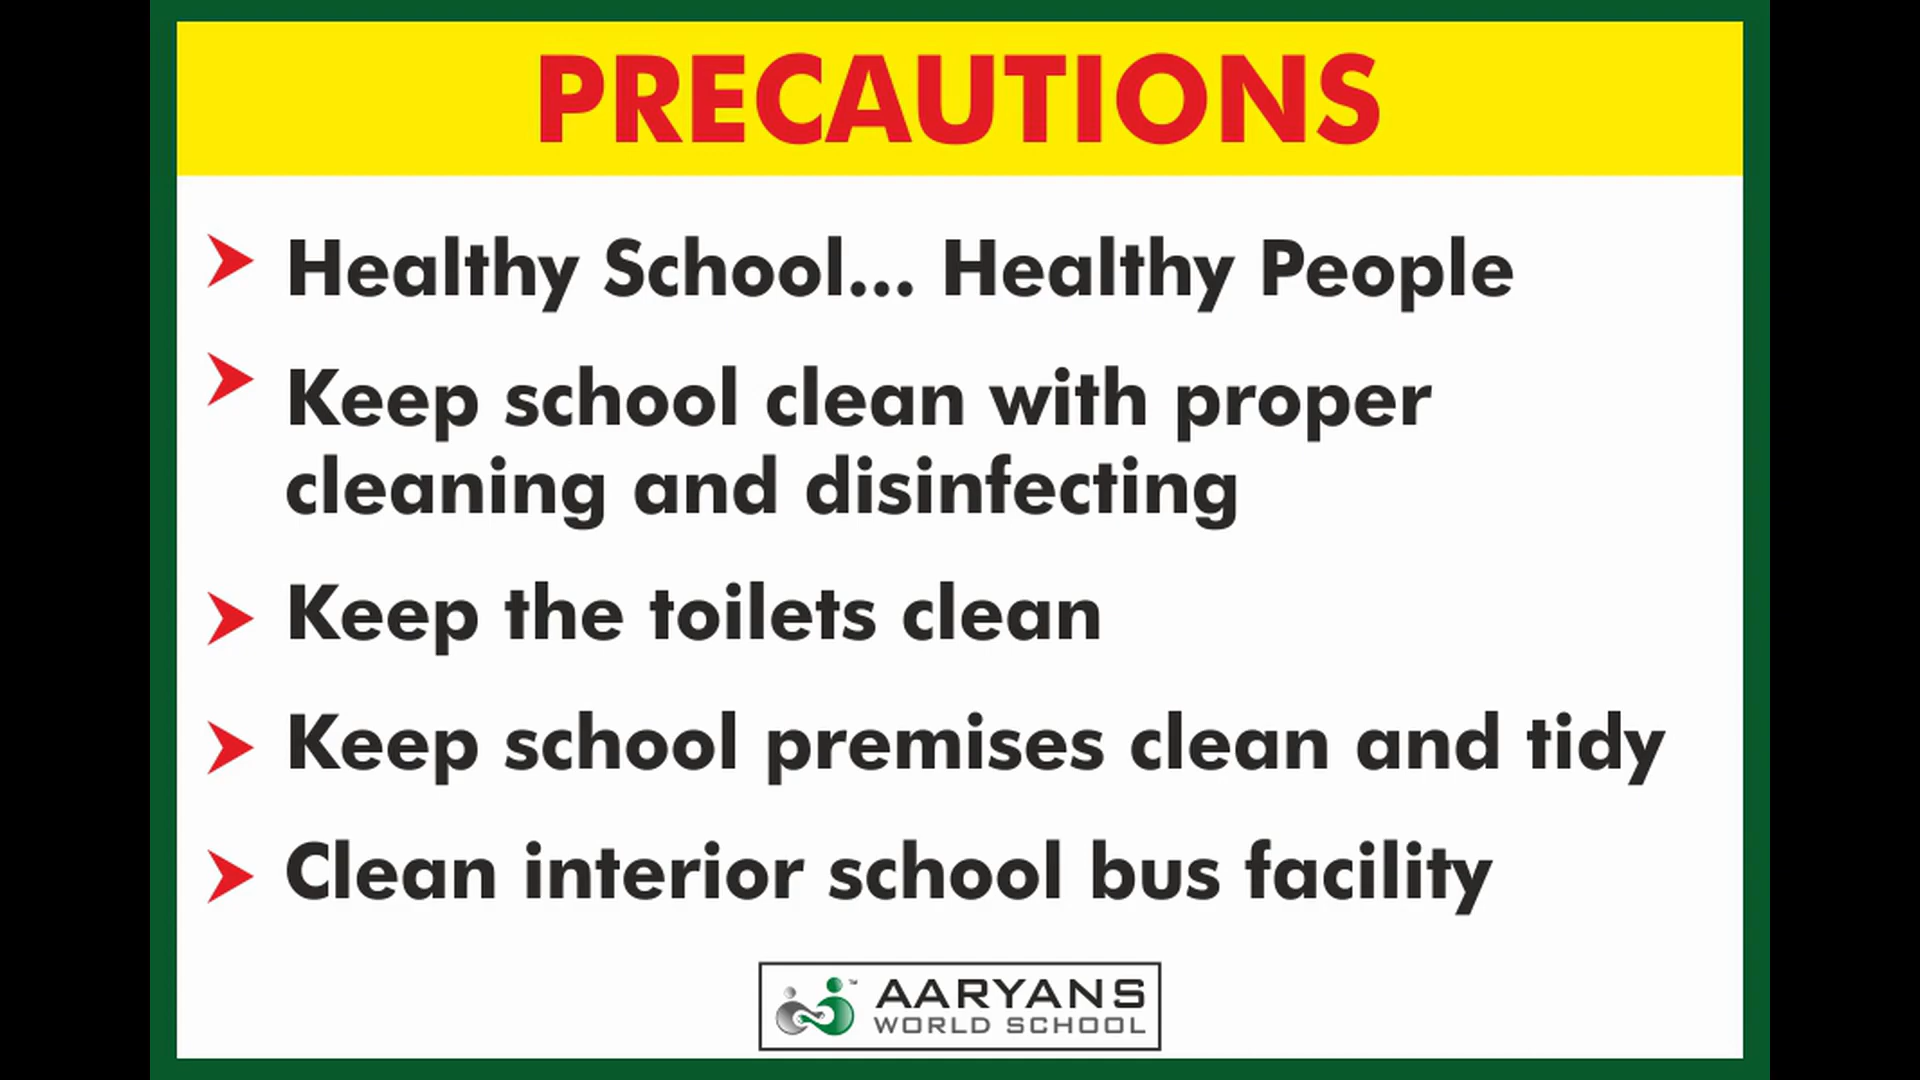 PRECAUTIONS
Healthy School... Healthy People
Keep school clean with proper
cleaning and disinfecting
Keep the toilets clean
Keep school premises clean and tidy
Clean interior school bus facility
AARYANS
WORLD SCHOOL